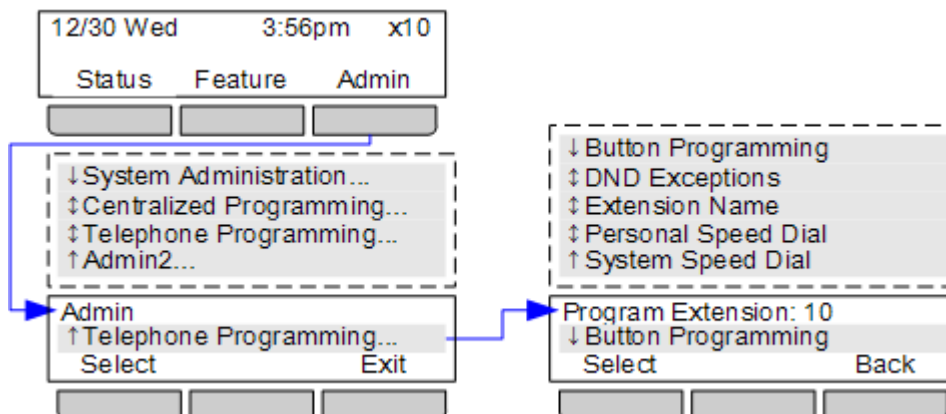 12/30 Wed 3:56pm x10
Status Feature Admin
↓System Administration...
↕Centralized Programming...
↕Telephone Programming...
↑Admin2...
Admin
↑Telephone Programming...
Select Exit
↓Button Programming
↕DND Exceptions
↕Extension Name
↕Personal Speed Dial
↑System Speed Dial
Program Extension: 10
↓Button Programming
Select Back